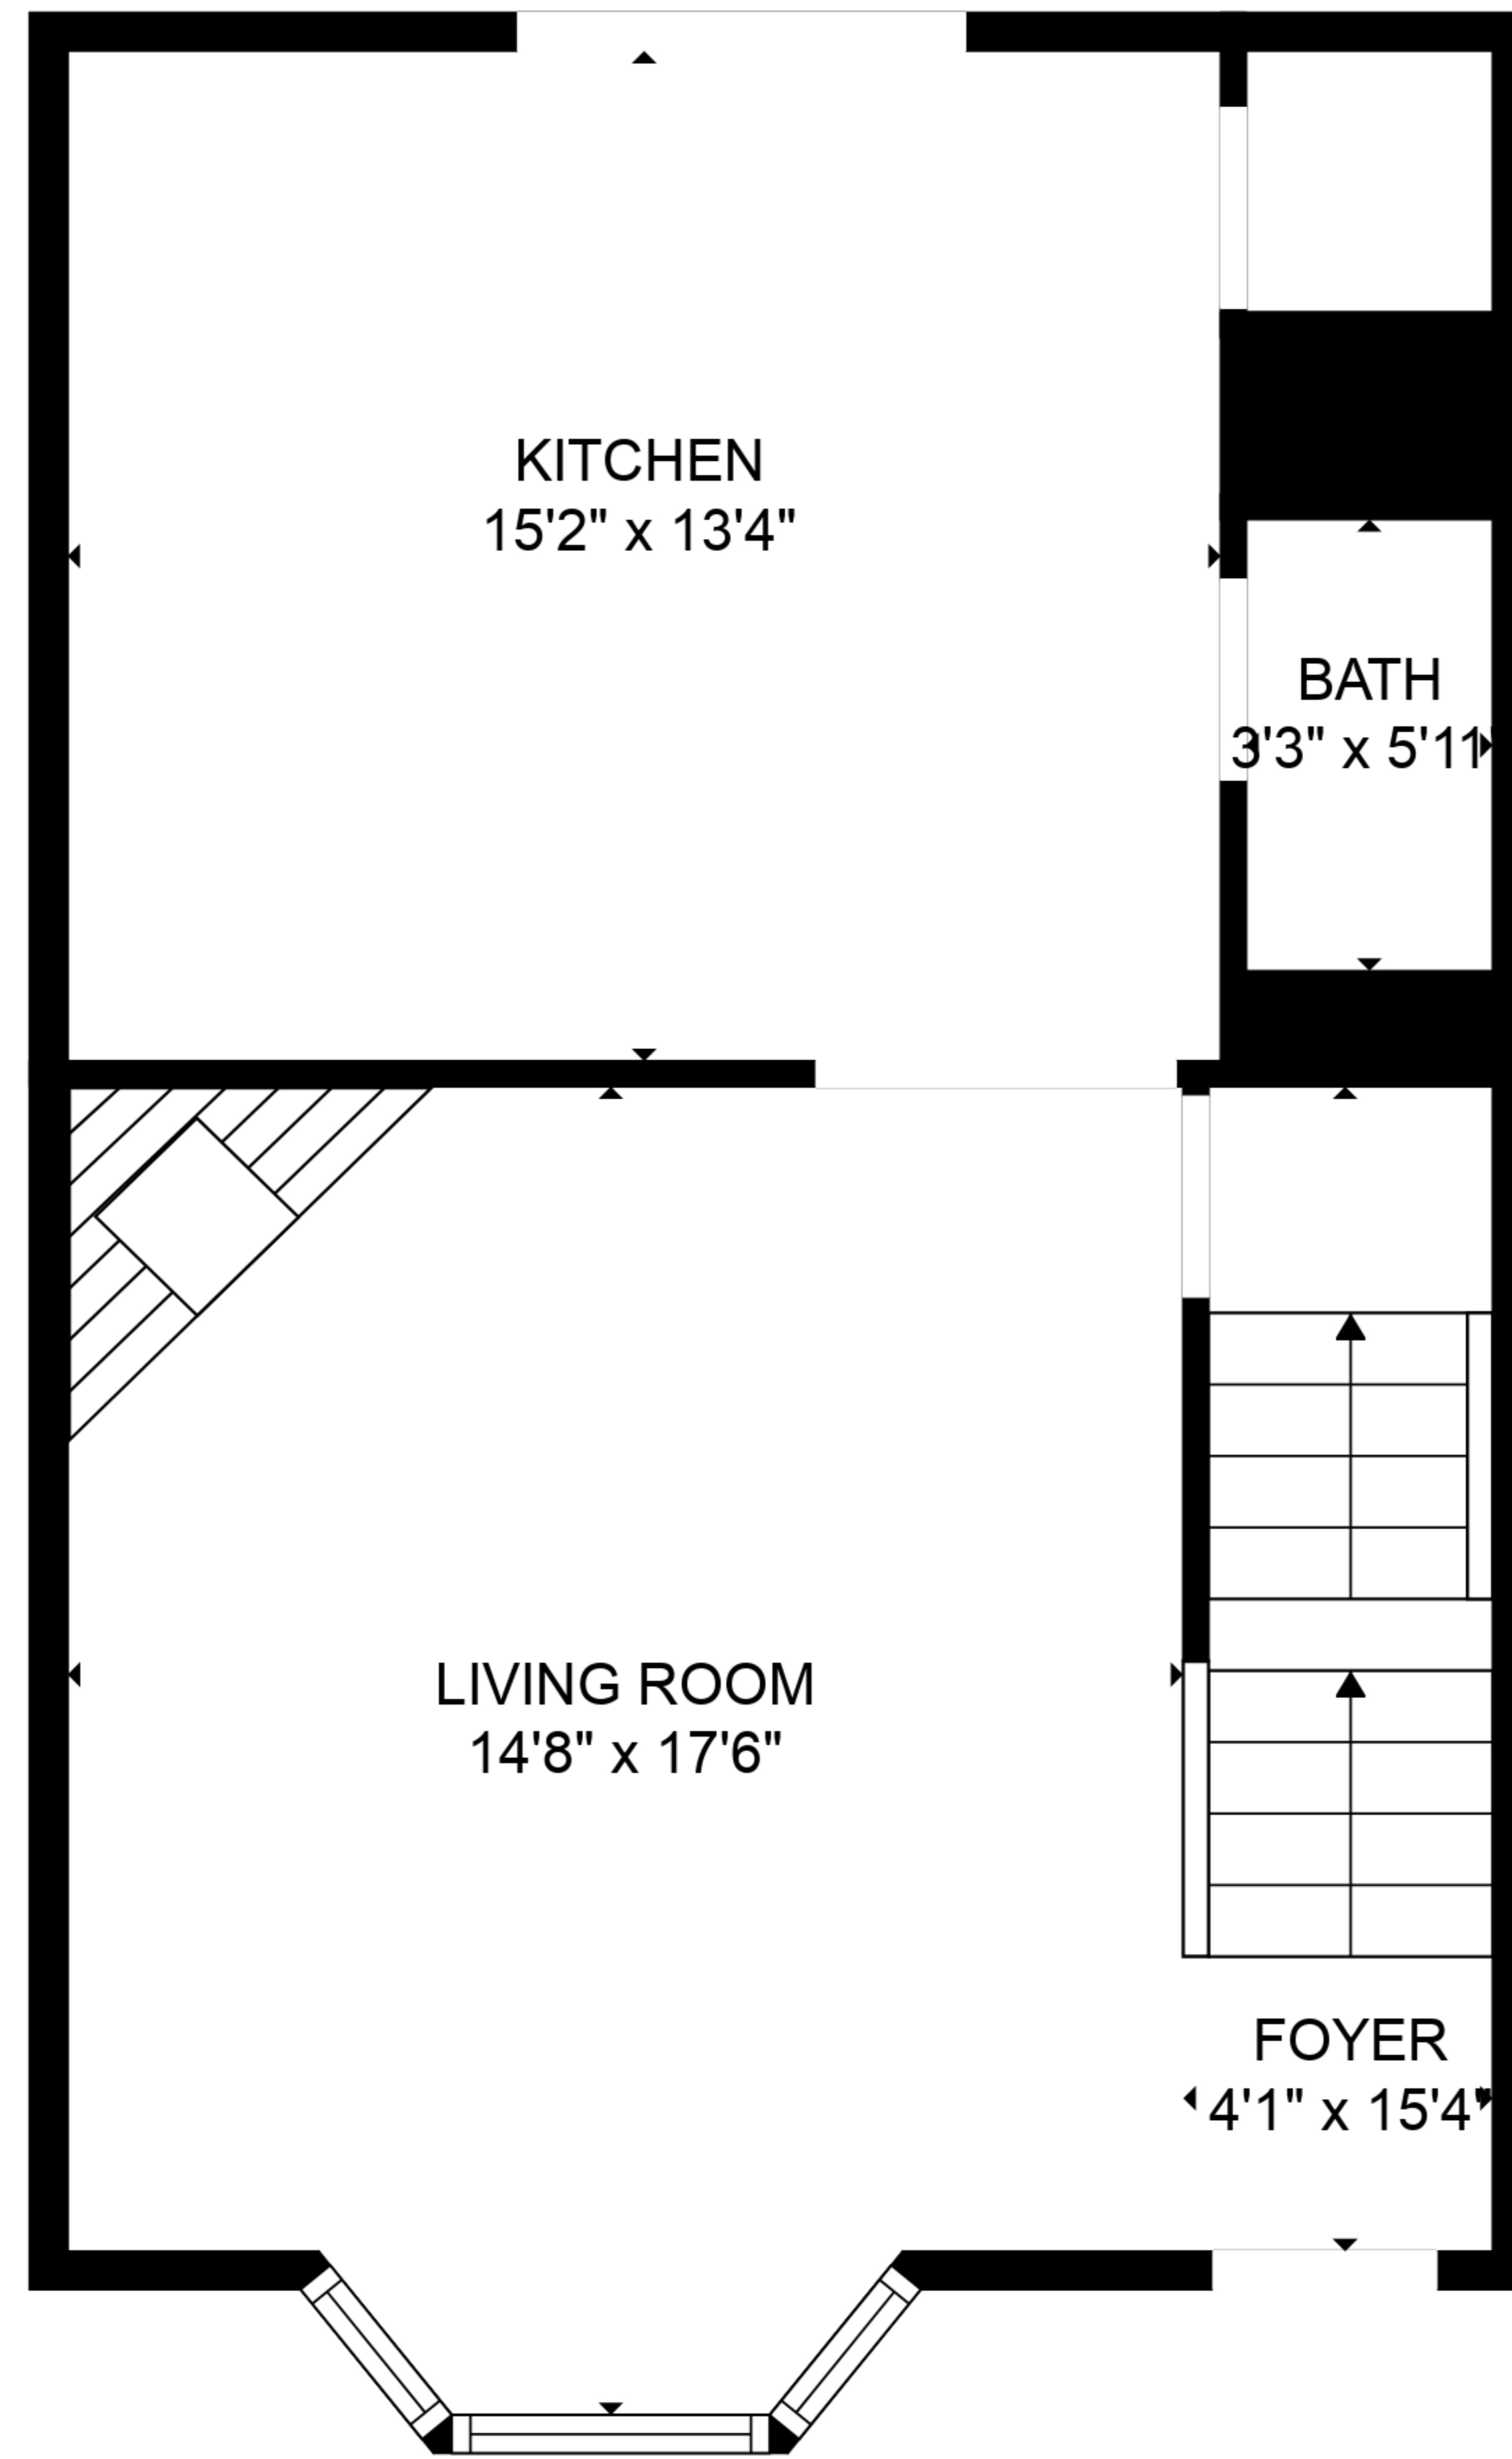 KITCHEN
15'2" x 13'4"
BATH
3'3" x 5'11"
LIVING ROOM
14'8" x 17'6"
FOYER
4'1" x 15'4"